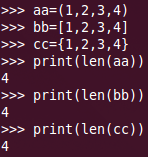 >>> aa=(1,2,3,4)
>>> bb=[1,2,3,4]
>>> cc={1,2,3,4}
>>> print(len(aa))
4
>>> print(len(bb))
4
>>> print(len(cc))
4